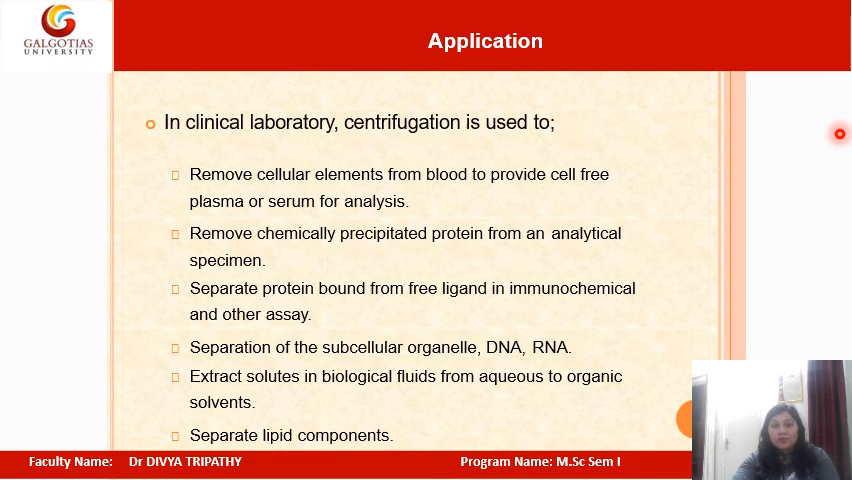 GALGOTIAS
UNIVERSITY
Application
In clinical laboratory, centrifugation is used to;
Remove cellular elements from blood to provide cell free
plasma or serum for analysis.
Remove chemically precipitated protein from an analytical
specimen.
Separate protein bound from free ligand in immunochemical
and other assay.
Separation of the subcellular organelle, DNA, RNA.
Extract solutes in biological fluids from aqueous to organic
solvents.
Separate lipid components.
Faculty Name: Dr DIVYA TRIPATHY Program Name: M.Sc Sem I